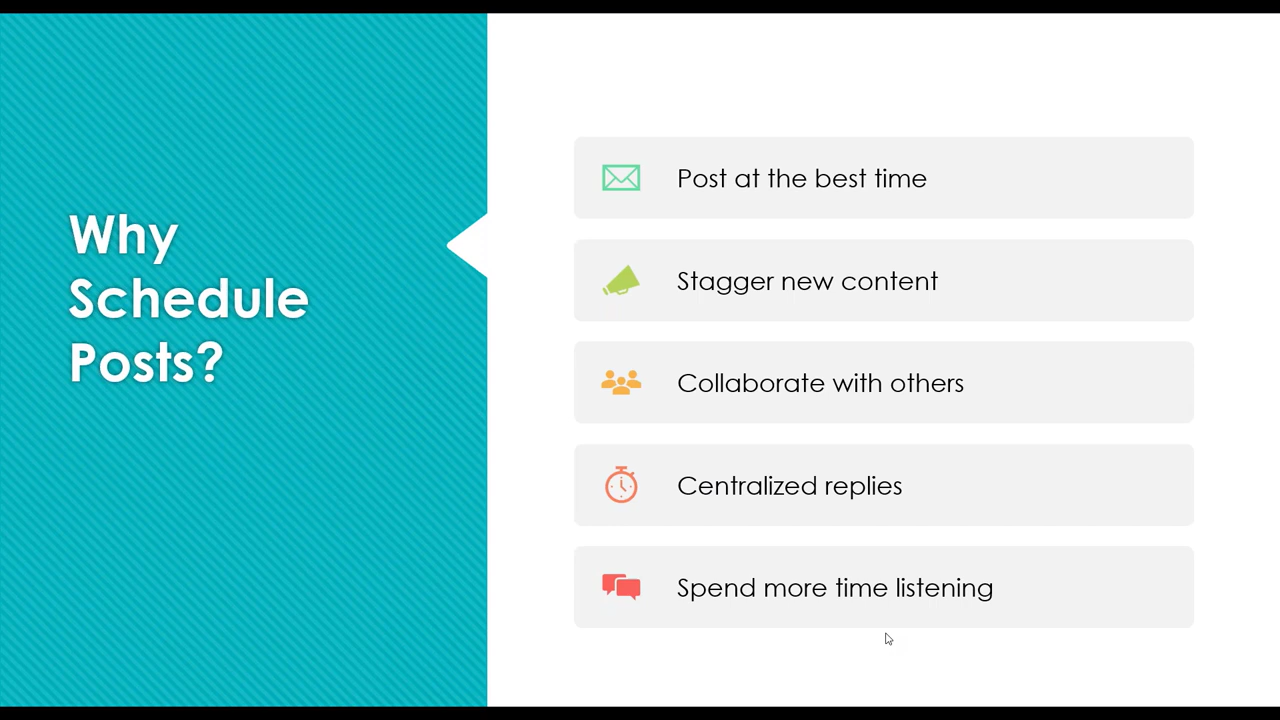 Why
Schedule
Posts?
Post at the best time
Stagger new content
Collaborate with others
Centralized replies
Spend more time listening